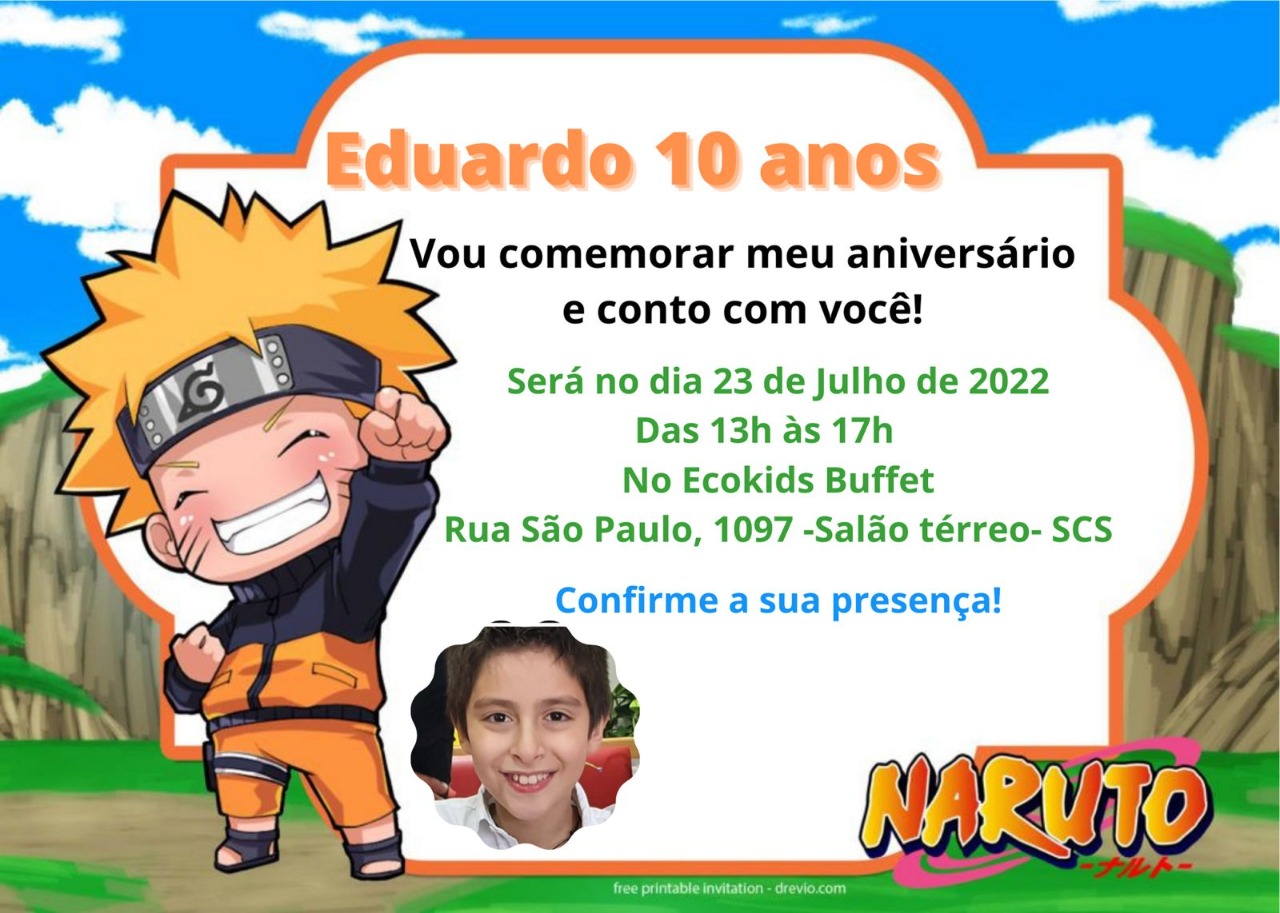 Eduardo 10 anos
Vou comemorar meu aniversário
e conto com você!
Será no dia 23 de Julho de 2022
Das 13h às 17h
No Ecokids Buffet
Rua São Paulo, 1097 -Salão térreo- SCS
Confirme a sua presença!
NARUTO
-ナルト-
free printable invitation - drevio.com